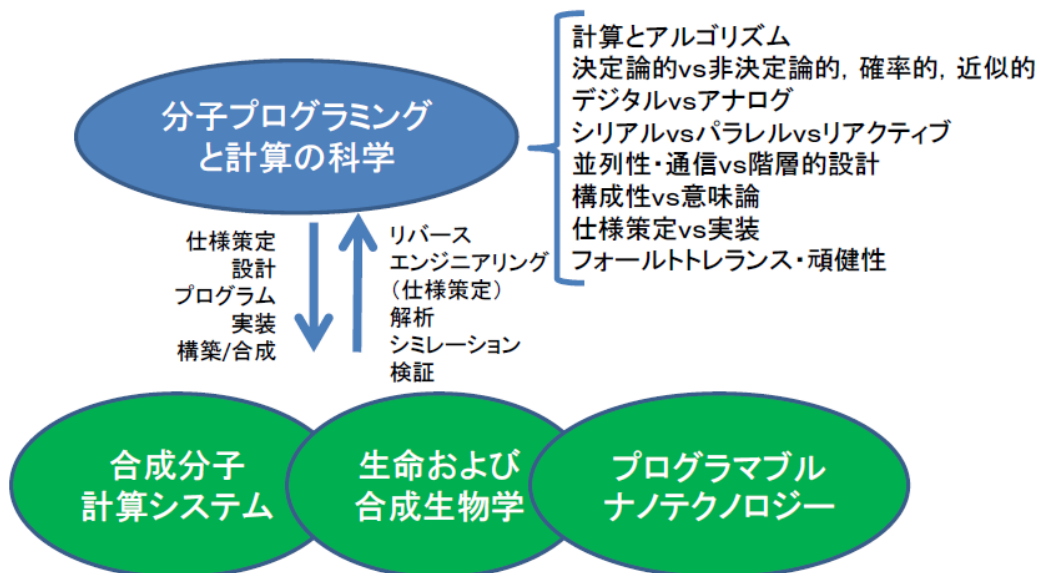 分子プログラミング
と計算の科学
計算とアルゴリズム
決定論的vs非決定論的, 確率的, 近似的
デジタルvsアナログ
シリアルvsパラレルvsリアクティブ
並列性・通信vs階層的設計
構成性vs意味論
仕様策定vs実装
フォールトトレランス・頑健性
仕様策定
設計
プログラム
実装
構築/合成
リバース
エンジニアリング
(仕様策定)
解析
シミレーション
検証
合成分子
計算システム
生命および
合成生物学
プログラマブル
ナノテクノロジー